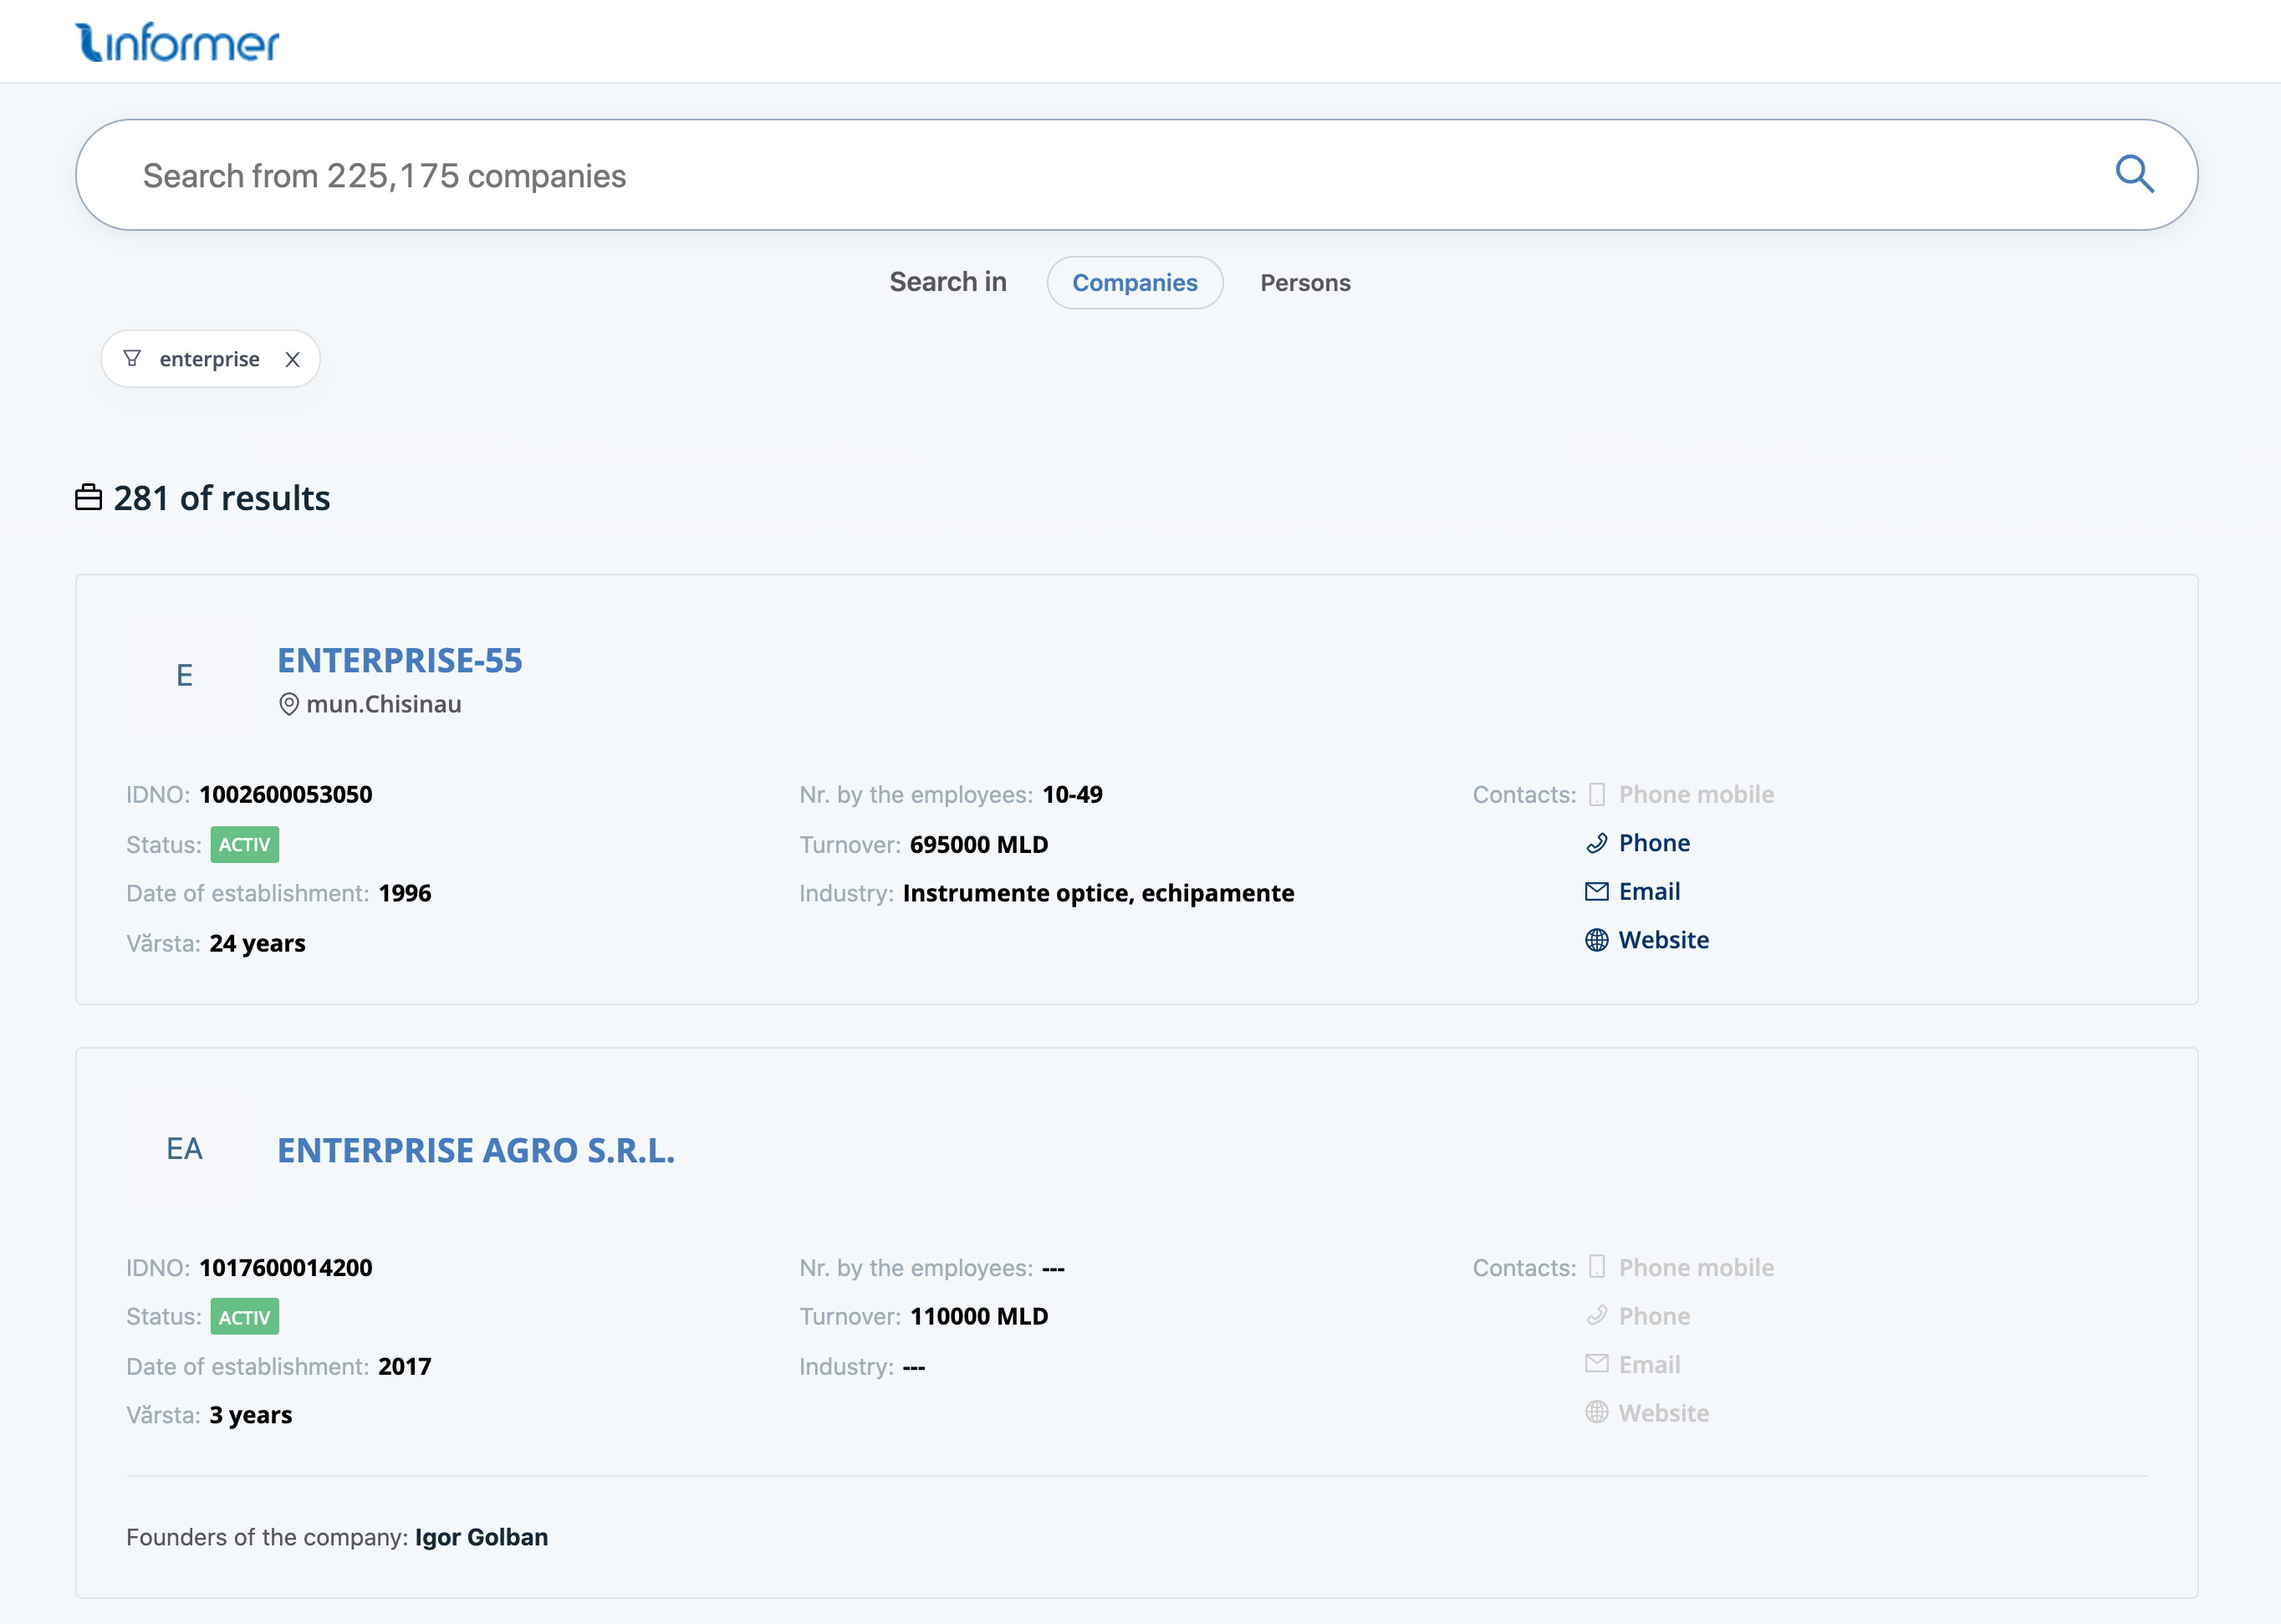 informer
Search from 225,175 companies
Search in Companies Persons
enterprise X
281 of results
E
ENTERPRISE-55
mun.Chisinau
IDNO: 1002600053050
Status: ACTIV
Date of establishment: 1996
Vărsta: 24 years
Nr. by the employees: 10-49
Turnover: 695000 MLD
Industry: Instrumente optice, echipamente
Contacts: Phone mobile
Phone
Email
Website
EA
ENTERPRISE AGRO S.R.L.
IDNO: 1017600014200
Status: ACTIV
Date of establishment: 2017
Vărsta: 3 years
Nr. by the employees: ---
Turnover: 110000 MLD
Industry: ---
Contacts: Phone mobile
Phone
Email
Website
Founders of the company: Igor Golban